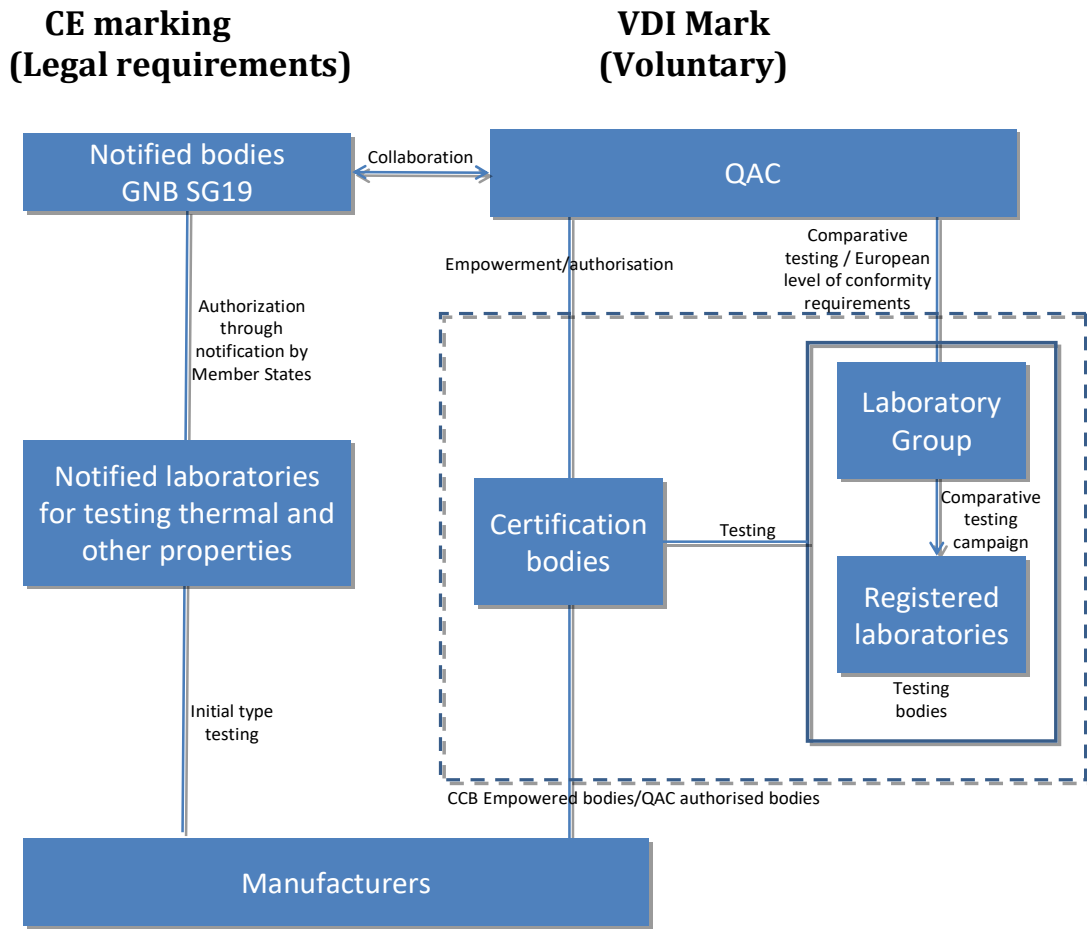 CE marking
(Legal requirements)
VDI Mark
(Voluntary)
Notified bodies
GNB SG19
Collaboration
QAC
Empowerment/authorisation
Comparative
testing / European
level of conformity
requirements
Authorization
through
notification by
Member States
Laboratory
Group
Notified laboratories
for testing thermal and
other properties
Certification
bodies
Testing
Comparative
testing
campaign
Registered
laboratories
Testing
bodies
Initial type
testing
CCB Empowered bodies/QAC authorised bodies
Manufacturers